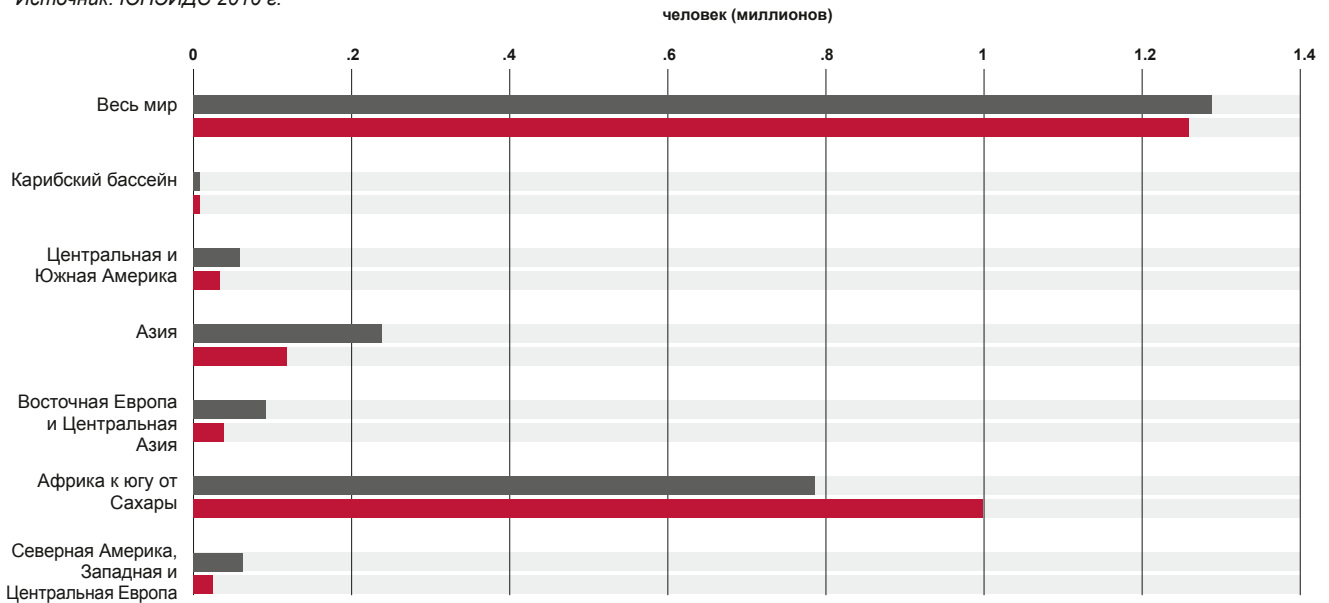 человек (миллионов)
0 .2 .4 .6 .8 1 1.2 1.4
Весь мир
Карибский бассейн
Центральная и
Южная Америка
Азия
Восточная Европа
и Центральная
Азия
Африка к югу от
Сахары
Северная Америка,
Западная и
Центральная Европа